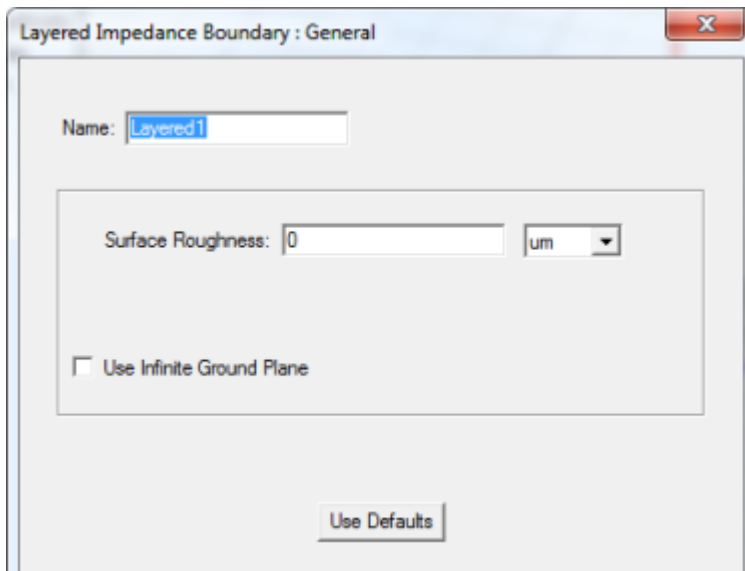 Layered Impedance Boundary : General
Name: Layered1
Surface Roughness: 0 um
Use Infinite Ground Plane
Use Defaults